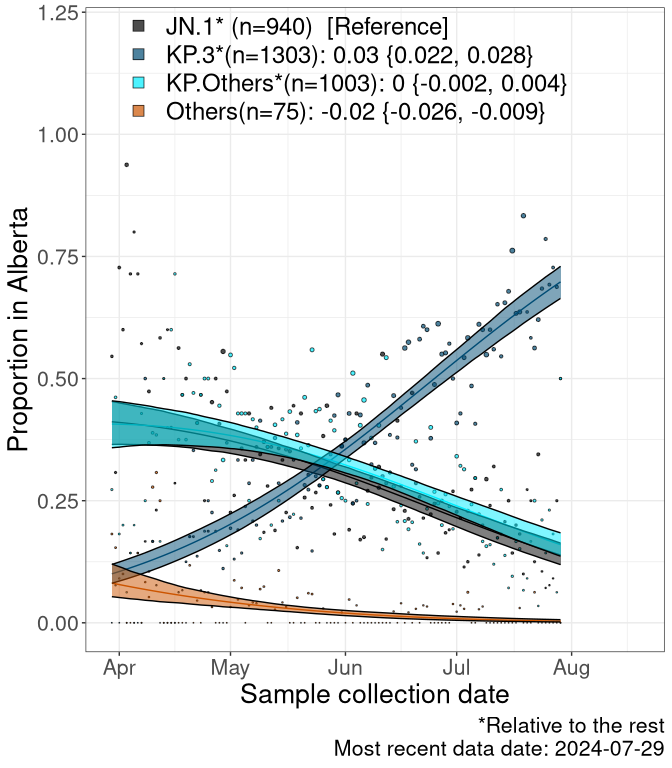 1.25
JN.1* (n=940) [Reference]
KP.3*(n=1303): 0.03 {0.022, 0.028}
KP.Others*(n=1003): 0 {-0.002, 0.004}
Others(n=75): -0.02 {-0.026, -0.009}
1.00
0.75
0.50
0.25
0.00
Proportion in Alberta
Apr May Jun Jul Aug
Sample collection date
*Relative to the rest
Most recent data date: 2024-07-29